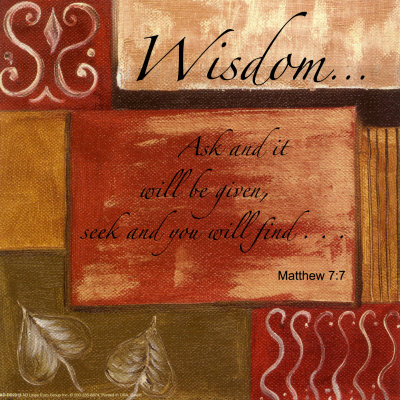 Wisdom...
Ask and it
will be given,
seek and you will find . . .
Matthew 7:7